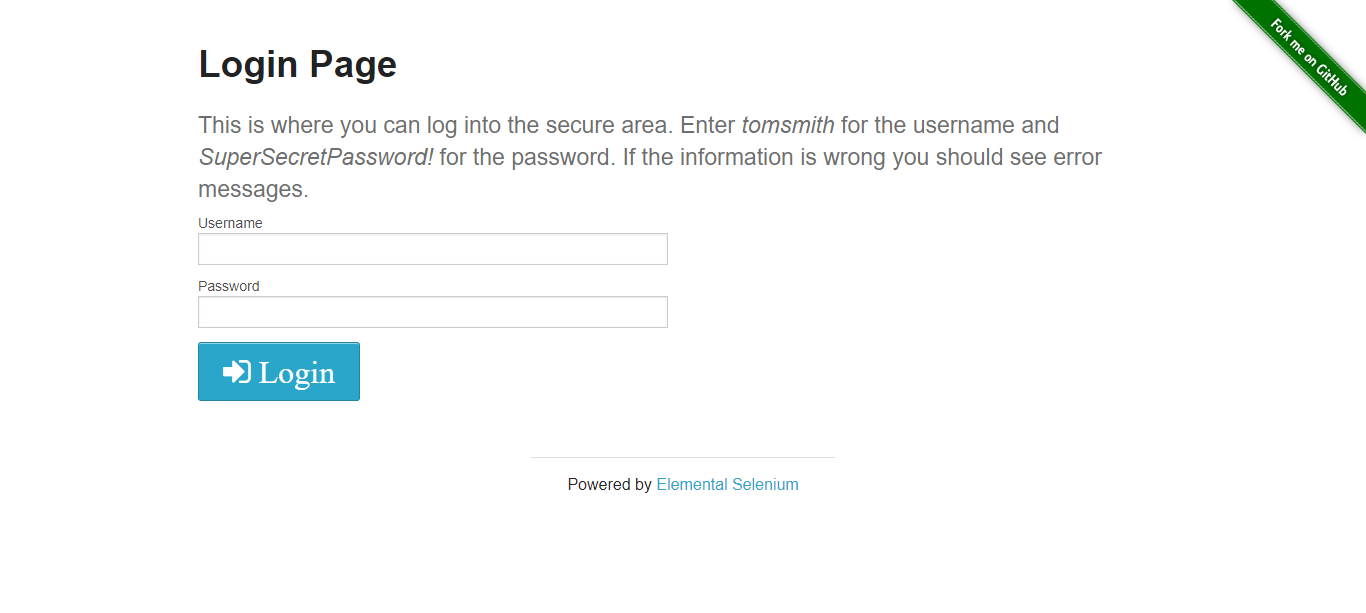 Fork me on GitHub
Login Page
This is where you can log into the secure area. Enter tomsmith for the username and
SuperSecretPassword! for the password. If the information is wrong you should see error
messages.
Username
Password
Login
Powered by Elemental Selenium